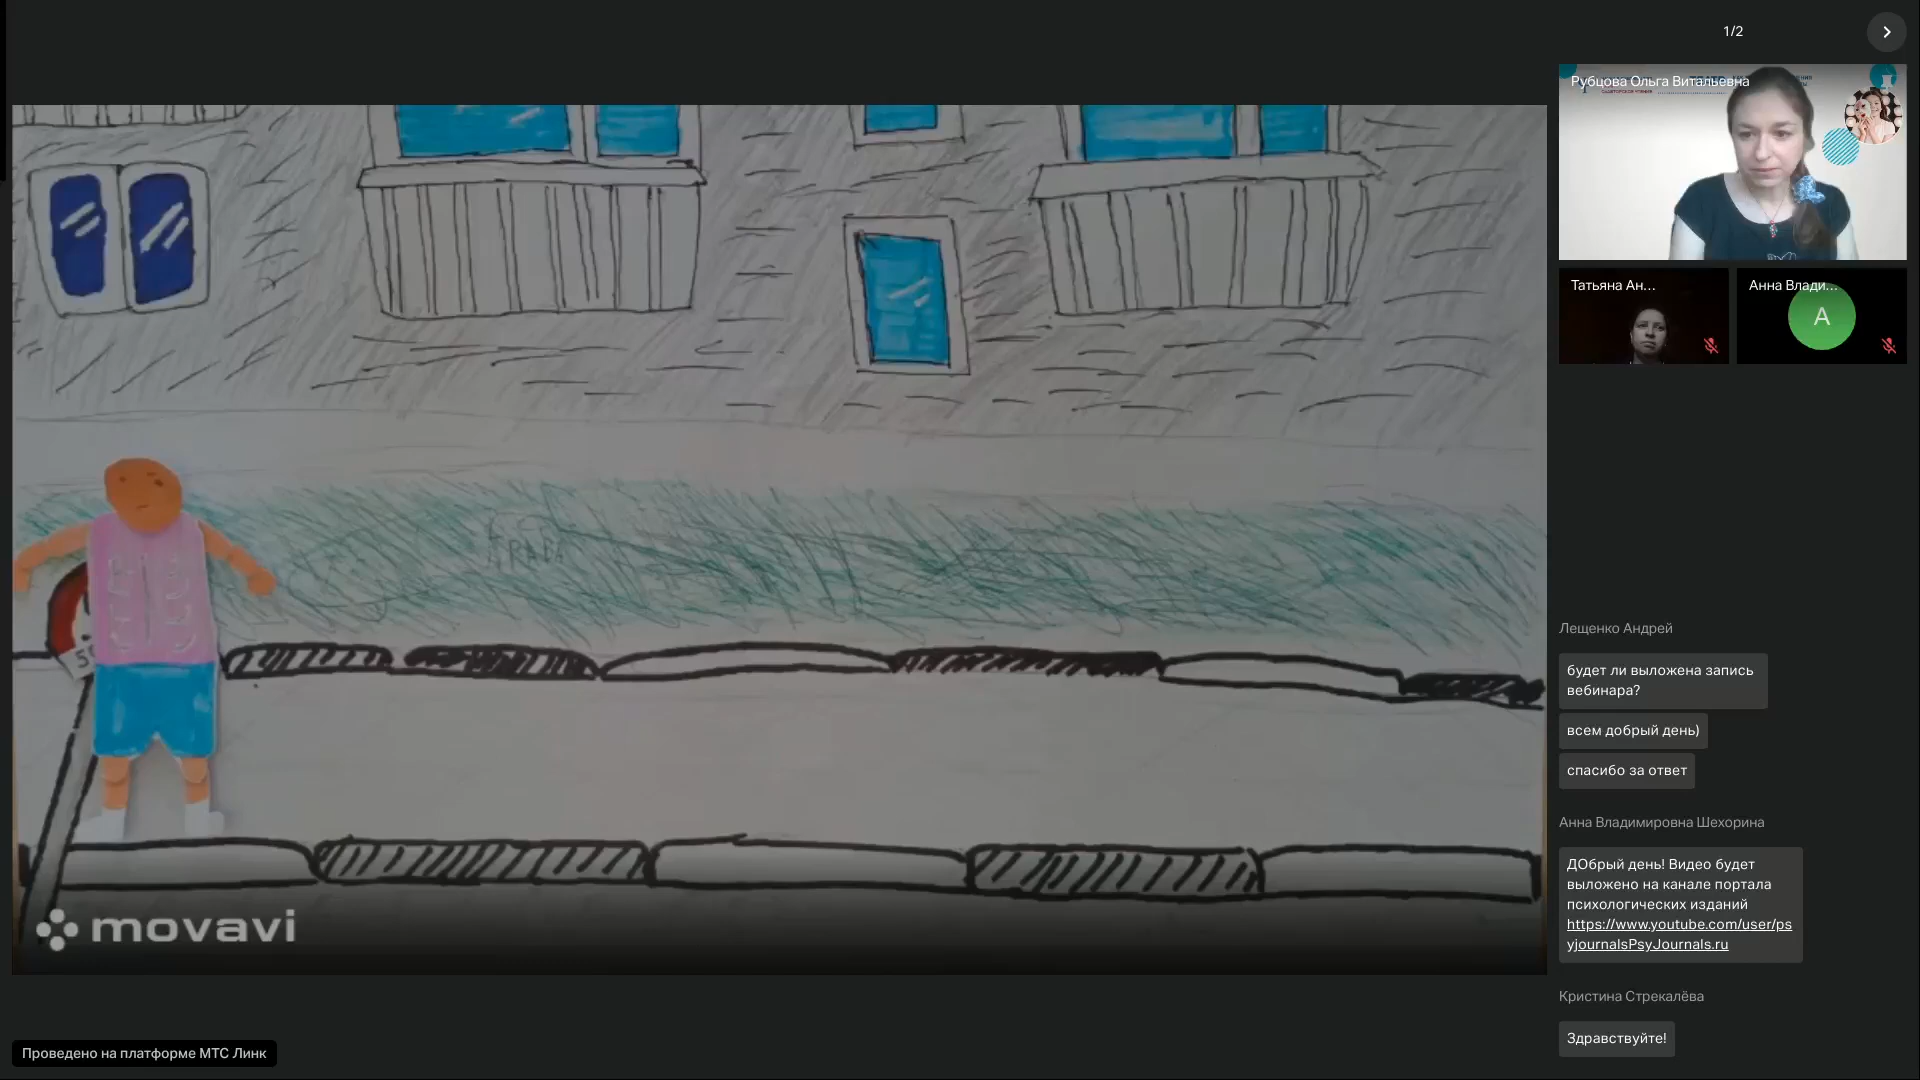 1/2
Рубцова Ольга Витальевна
Татьяна Ан...
Анна Влади...
A
50
movavi
Лещенко Андрей
будет ли выложена запись
вебинара?
всем добрый день)
спасибо за ответ
Анна Владимировна Шехорина
ДОбрый день! Видео будет
выложено на канале портала
психологических изданий
https://www.youtube.com/user/ps
yjournalsPsyJournals.ru
Кристина Стрекалёва
Здравствуйте!
Проведено на платформе МТС Линк